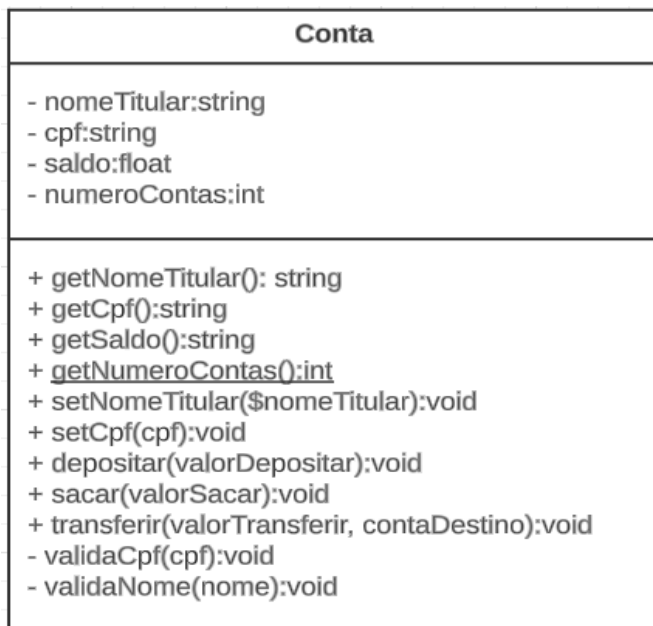 Conta
- nomeTitular:string
- cpf:string
- saldo:float
- numeroContas:int
+ getNomeTitular(): string
+ getCpf():string
+ getSaldo():string
+ getNumeroContas():int
+ setNomeTitular($nomeTitular):void
+ setCpf(cpf):void
+ depositar(valorDepositar):void
+ sacar(valorSacar):void
+ transferir(valorTransferir, contaDestino):void
- validaCpf(cpf):void
- validaNome(nome):void